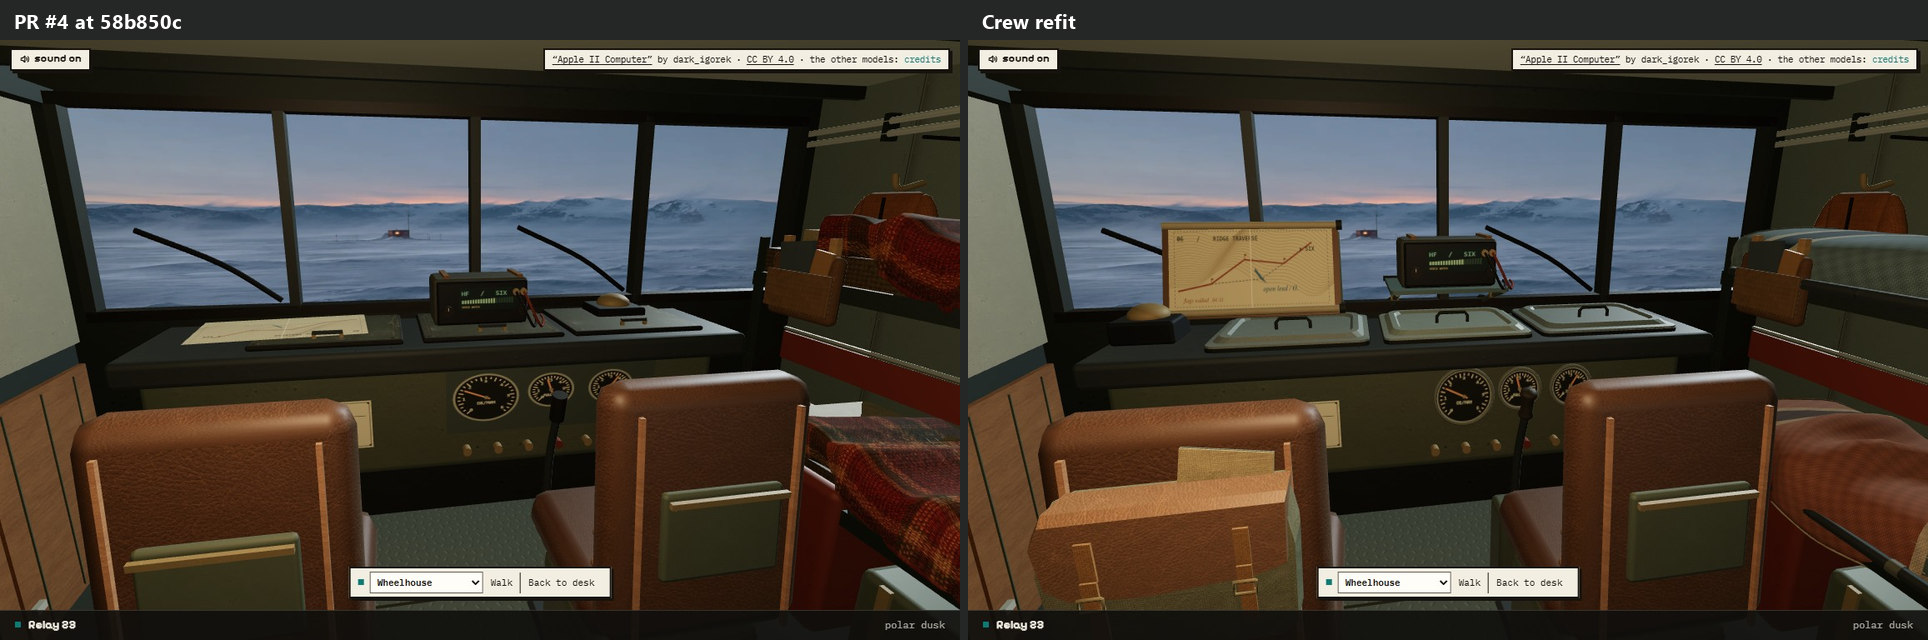 PR #4 at 58b850c
sound on
“Apple II Computer” by dark_igorek · CC BY 4.0 · the other models: credits
HF / SIX
Wheelhouse
Walk
Back to desk
Relay 83
polar dusk
Crew refit
sound on
“Apple II Computer” by dark_igorek · CC BY 4.0 · the other models: credits
06 / RIDGE TRAVERSE
SIX
open lead
HF / SIX
Wheelhouse
Walk
Back to desk
Relay 83
polar dusk